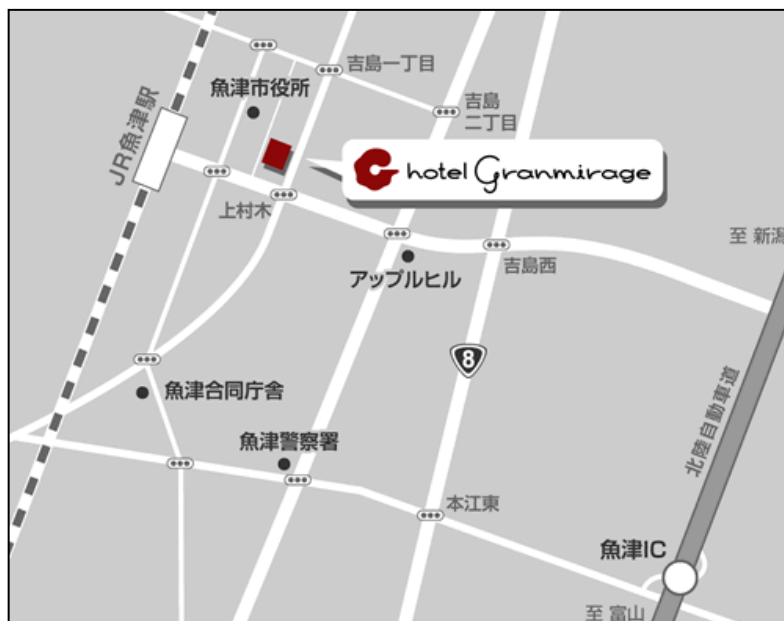 吉島一丁目
魚津市役所
吉島
二丁目
JR魚津駅
hotel Granmirage
上村木
至 新潟
吉島西
アップルヒル
8
北陸自動車道
魚津合同庁舎
魚津警察署
本江東
魚津IC
至 富山